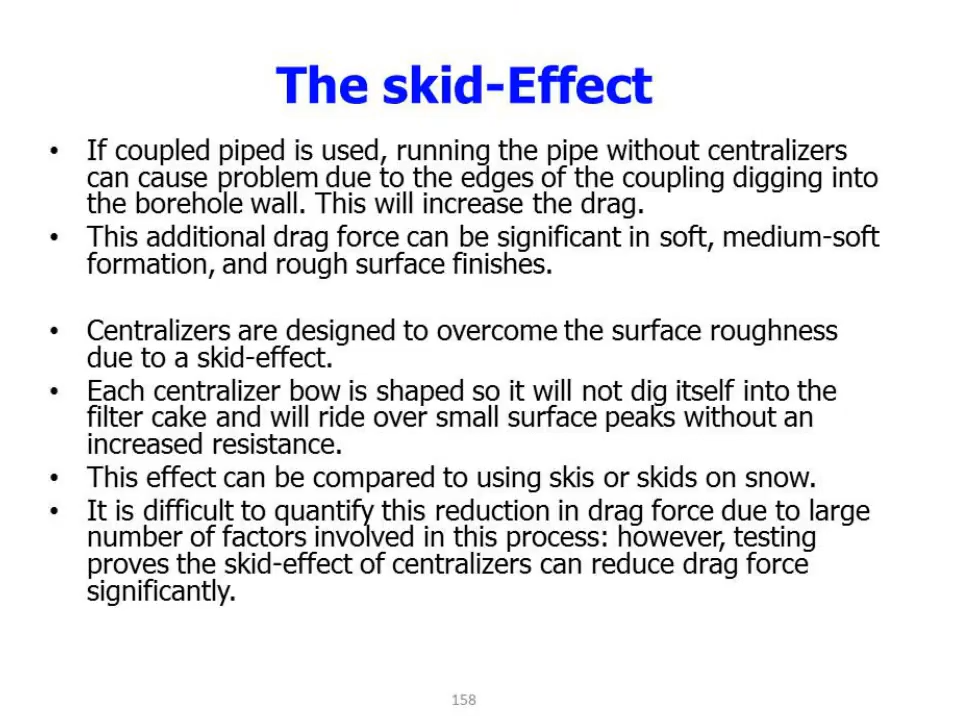 The skid-Effect
• If coupled piped is used, running the pipe without centralizers
can cause problem due to the edges of the coupling digging into
the borehole wall. This will increase the drag.
• This additional drag force can be significant in soft, medium-soft
formation, and rough surface finishes.
• Centralizers are designed to overcome the surface roughness
due to a skid-effect.
• Each centralizer bow is shaped so it will not dig itself into the
filter cake and will ride over small surface peaks without an
increased resistance.
• This effect can be compared to using skis or skids on snow.
• It is difficult to quantify this reduction in drag force due to large
number of factors involved in this process: however, testing
proves the skid-effect of centralizers can reduce drag force
significantly.
158